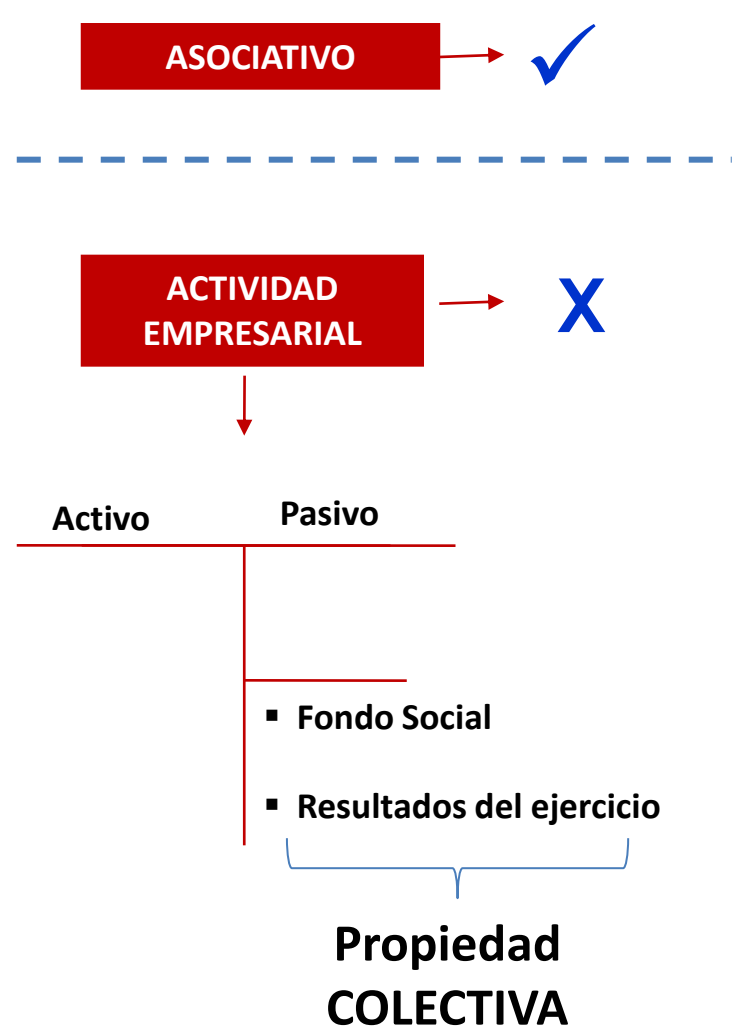 ASOCIATIVO
✓
ACTIVIDAD
EMPRESARIAL
X
Activo
Pasivo
▪ Fondo Social
▪ Resultados del ejercicio
Propiedad
COLECTIVA